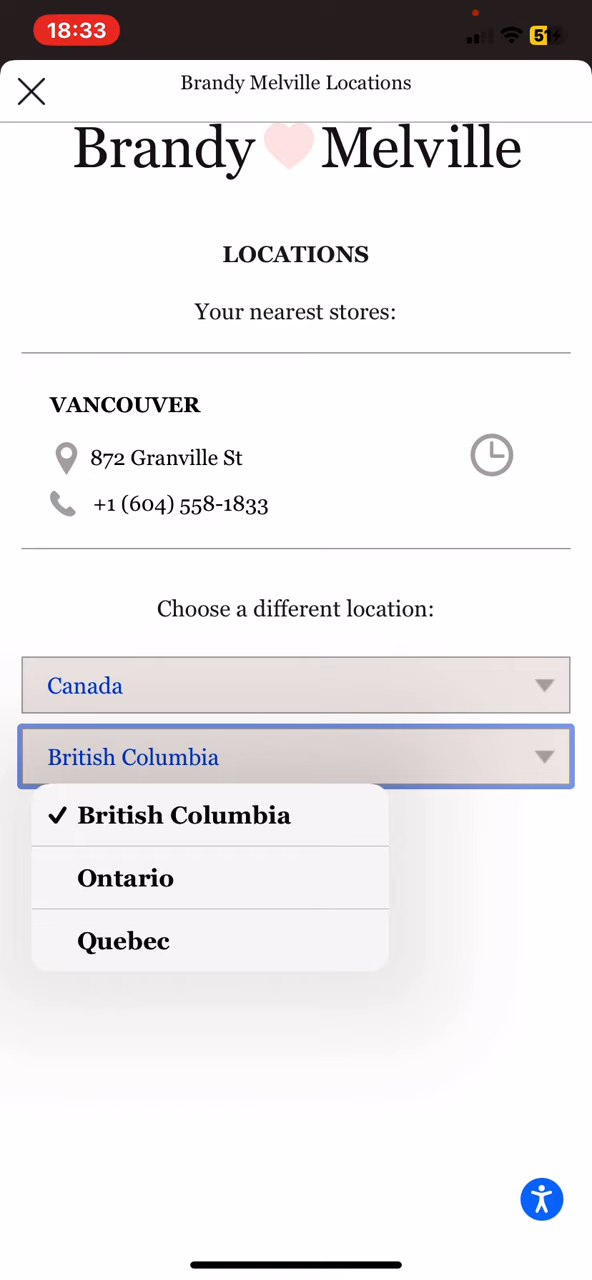 18:33
51
Brandy Melville Locations
Brandy Melville
LOCATIONS
Your nearest stores:
VANCOUVER
872 Granville St
+1 (604) 558-1833
Choose a different location:
Canada
British Columbia
✓ British Columbia
Ontario
Quebec